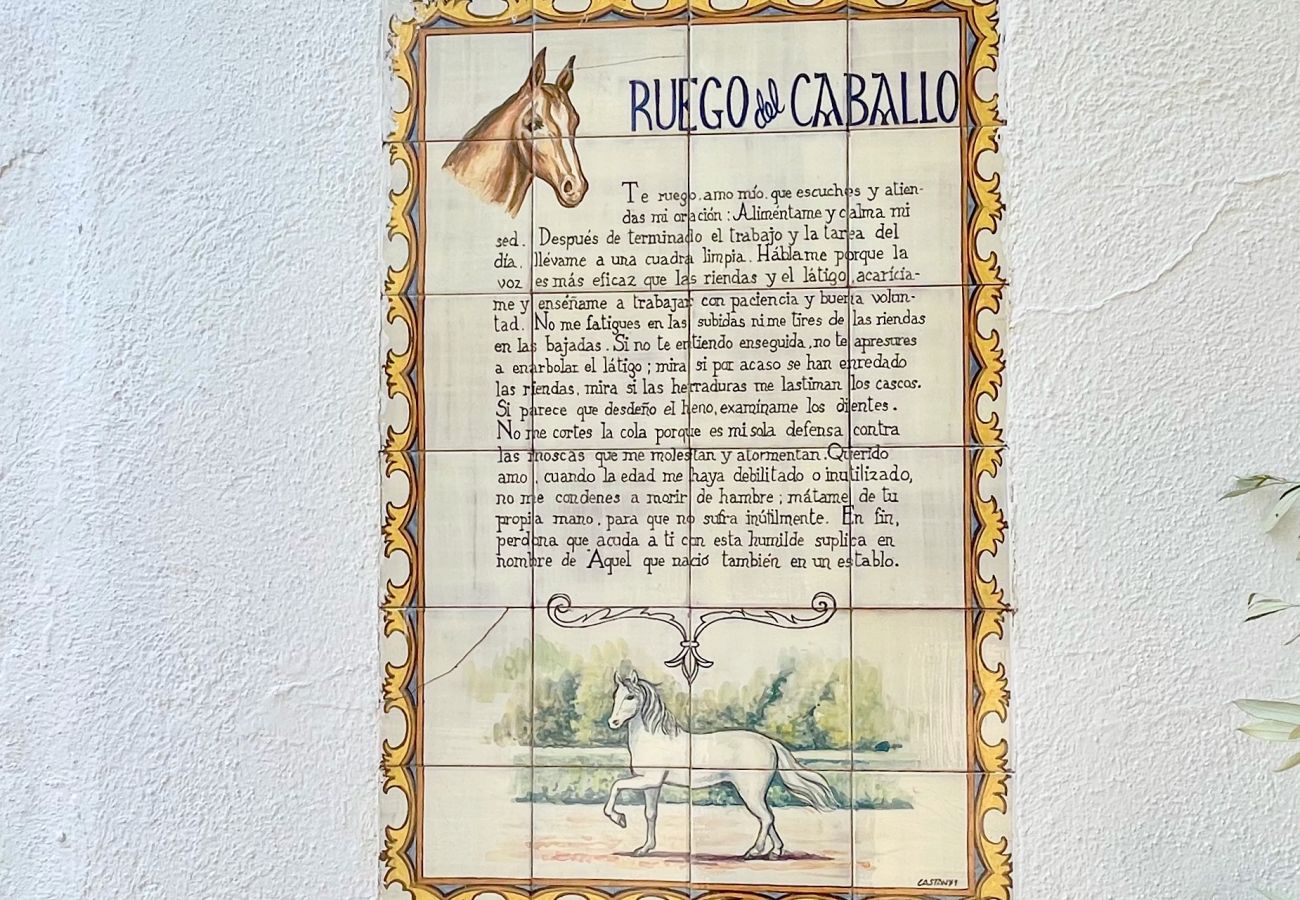 RUEGO del CABALLO
Te ruego, amo mío, que escuches y atien-
das mi oración: Aliméntame y calma mi
sed. Después de terminado el trabajo y la tarea del
día, llévame a una cuadra limpia. Háblame porque la
voz es más eficaz que las riendas y el látigo, acarícia-
me y enséñame a trabajar con paciencia y buena volun-
tad. No me fatigues en las subidas ni me tires de las riendas
en las bajadas. Si no te entiendo enseguida, no te apresures
a enarbolar el látigo; mira si por acaso se han enredado
las riendas, mira si las herraduras me lastiman los cascos.
Si parece que desdeño el heno, examíname los dientes.
No me cortes la cola porque es mi sola defensa contra
las moscas que me molestan y atormentan. Querido
amo, cuando la edad me haya debilitado o inutilizado,
no me condenes a morir de hambre; mátame de tu
propia mano, para que no sufra inútilmente. En fin,
perdona que acuda a ti con esta humilde suplica en
nombre de Aquel que nació también en un establo.